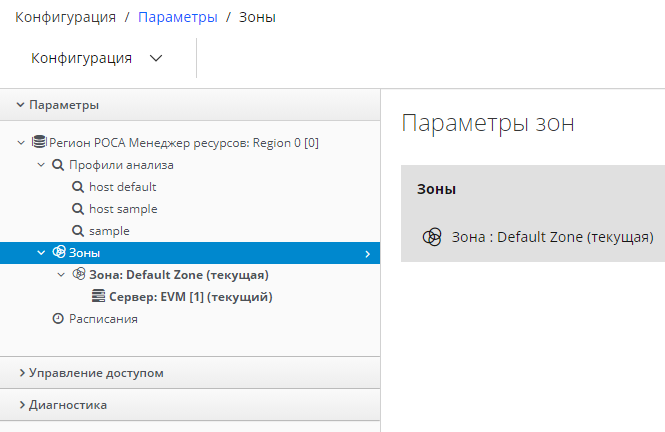 Конфигурация / Параметры / Зоны
Конфигурация
Параметры
Регион РОСА Менеджер ресурсов: Region 0 [0]
Профили анализа
host default
host sample
sample
Зоны
Зона: Default Zone (текущая)
Сервер: EVM [1] (текущий)
Расписания
Управление доступом
Диагностика
Параметры зон
Зоны
Зона : Default Zone (текущая)